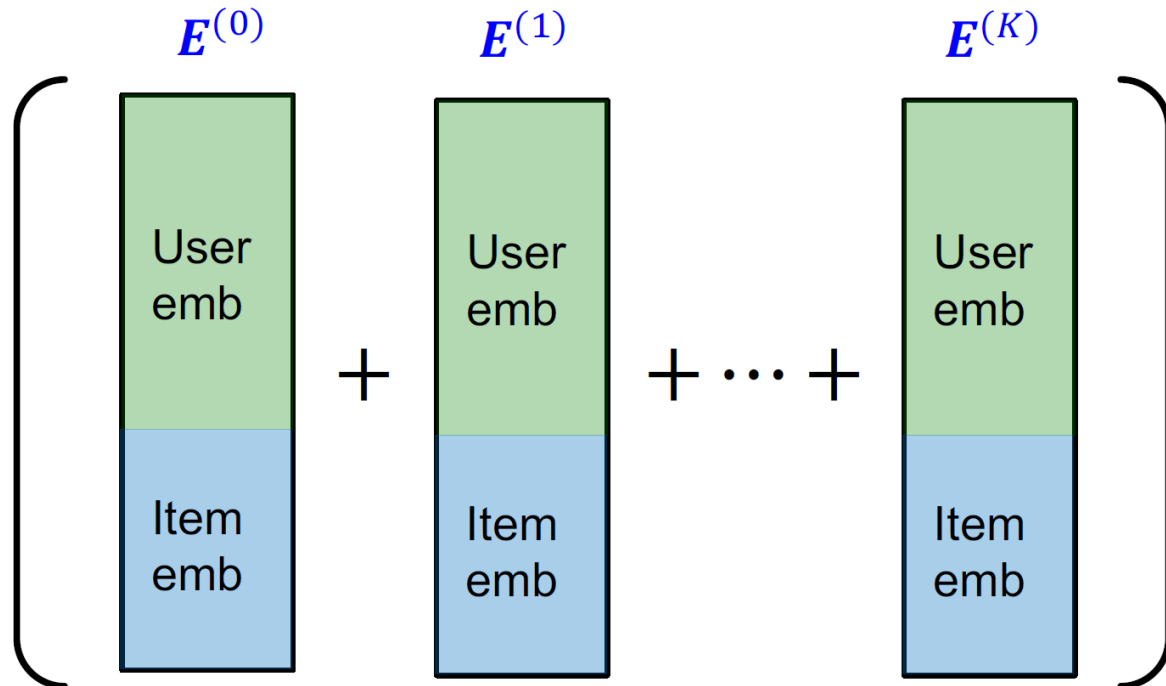 E^(0) E^(1) E^(K)
User
emb
User
emb
User
emb
+ + ⋯ +
Item
emb
Item
emb
Item
emb